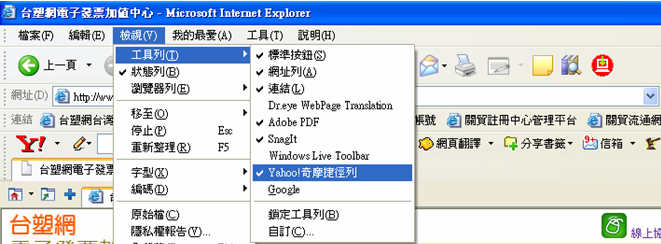 台塑網電子發票加值中心 - Microsoft Internet Explorer
檔案(F) 編輯(E) 檢視(V) 我的最愛(A) 工具(T) 說明(H)
上一頁
工具列(T)
狀態列(B)
瀏覽器列(E)
移至(O)
停止(P) Esc
重新整理(R) F5
字型(X)
編碼(D)
原始檔(C)
隱私權報告(V)...
標準按鈕(S)
網址列(A)
連結(L)
Dr.eye WebPage Translation
Adobe PDF
SnagIt
Windows Live Toolbar
Yahoo!奇摩捷徑列
Google
鎖定工具列(B)
自訂(C)...
網址(D) http://ww
連結 台塑網台灣
帳號 關貿註冊中心管理平台 關貿流通網
Y! 網頁翻譯 分享書籤 信箱
台塑網電子發票
台塑網
線上協